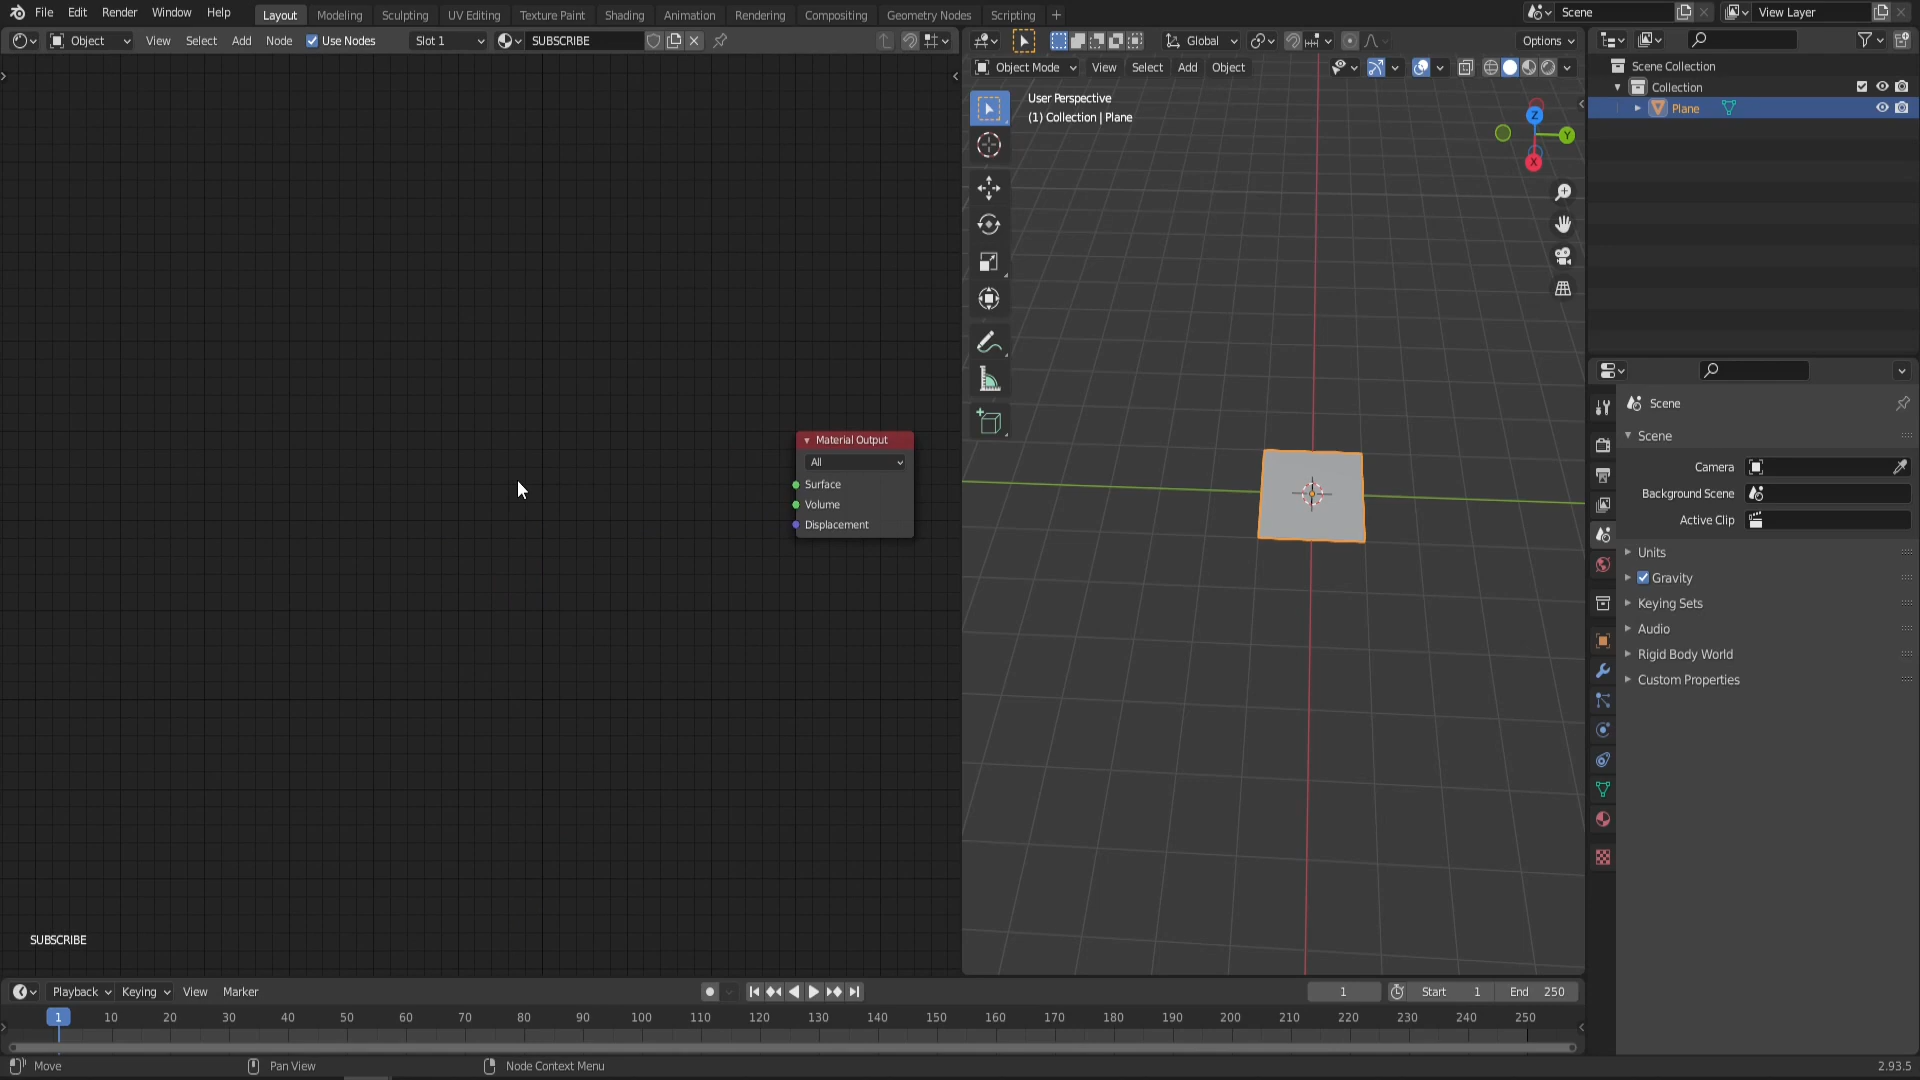 File Edit Render Window Help Layout Modeling Sculpting UV Editing Texture Paint Shading Animation Rendering Compositing Geometry Nodes Scripting + Scene View Layer
Object View Select Add Node Use Nodes Slot 1 SUBSCRIBE
Global Options
Object Mode View Select Add Object
User Perspective
(1) Collection | Plane
Z
Y
X
Scene Collection
Collection
Plane
Material Output
All
Surface
Volume
Displacement
SUBSCRIBE
Scene
Scene
Camera
Background Scene
Active Clip
Units
Gravity
Keying Sets
Audio
Rigid Body World
Custom Properties
Playback Keying View Marker 1 Start 1 End 250
1 10 20 30 40 50 60 70 80 90 100 110 120 130 140 150 160 170 180 190 200 210 220 230 240 250
Move Pan View Node Context Menu 2.93.5